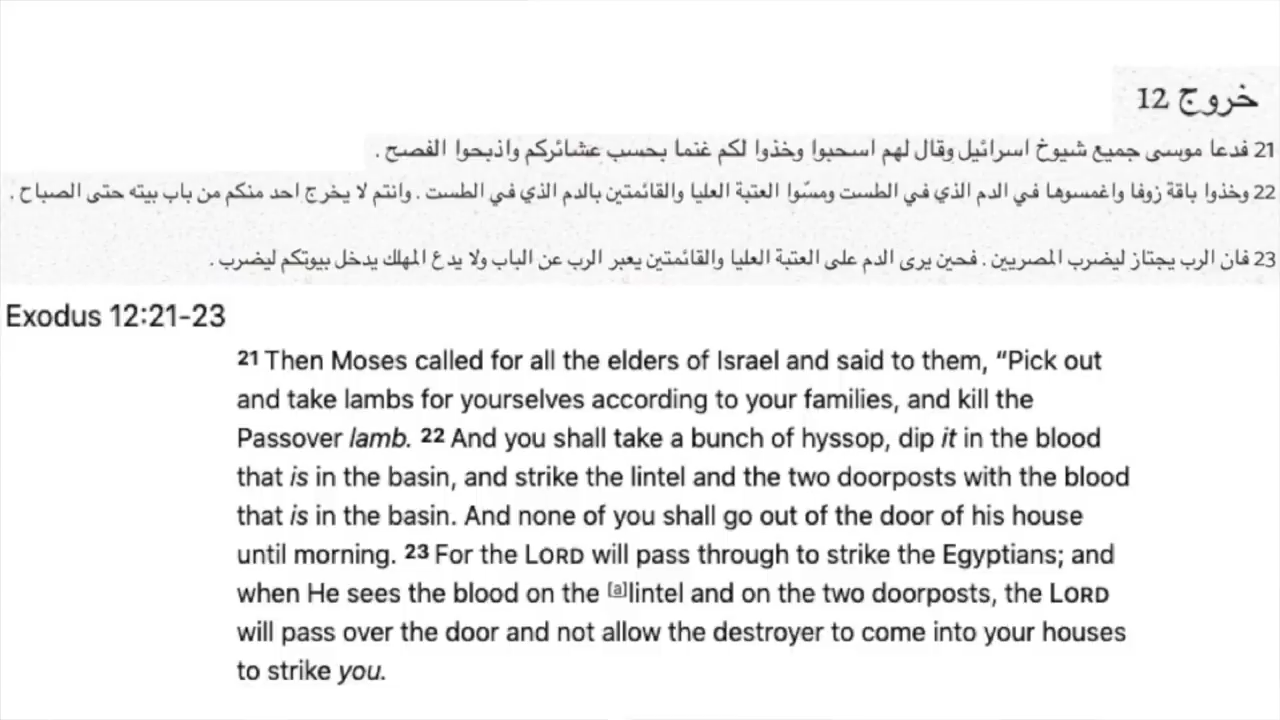 خروج 12
21 فدعا موسى جميع شيوخ اسرائيل وقال لهم اسحبوا وخذوا لكم غنما بحسب عشائركم واذبحوا الفصح .
22 وخذوا باقة زوفا واغمسوها في الدم الذي في الطست ومسّوا العتبة العليا والقائمتين بالدم الذي في الطست . وانتم لا يخرج احد منكم من باب بيته حتى الصباح .
23 فان الرب يجتاز ليضرب المصريين . فحين يرى الدم على العتبة العليا والقائمتين يعبر الرب عن الباب ولا يدع المهلك يدخل بيوتكم ليضرب .
Exodus 12:21-23
21 Then Moses called for all the elders of Israel and said to them, “Pick out
and take lambs for yourselves according to your families, and kill the
Passover lamb. 22 And you shall take a bunch of hyssop, dip it in the blood
that is in the basin, and strike the lintel and the two doorposts with the blood
that is in the basin. And none of you shall go out of the door of his house
until morning. 23 For the LORD will pass through to strike the Egyptians; and
when He sees the blood on the [a]lintel and on the two doorposts, the LORD
will pass over the door and not allow the destroyer to come into your houses
to strike you.